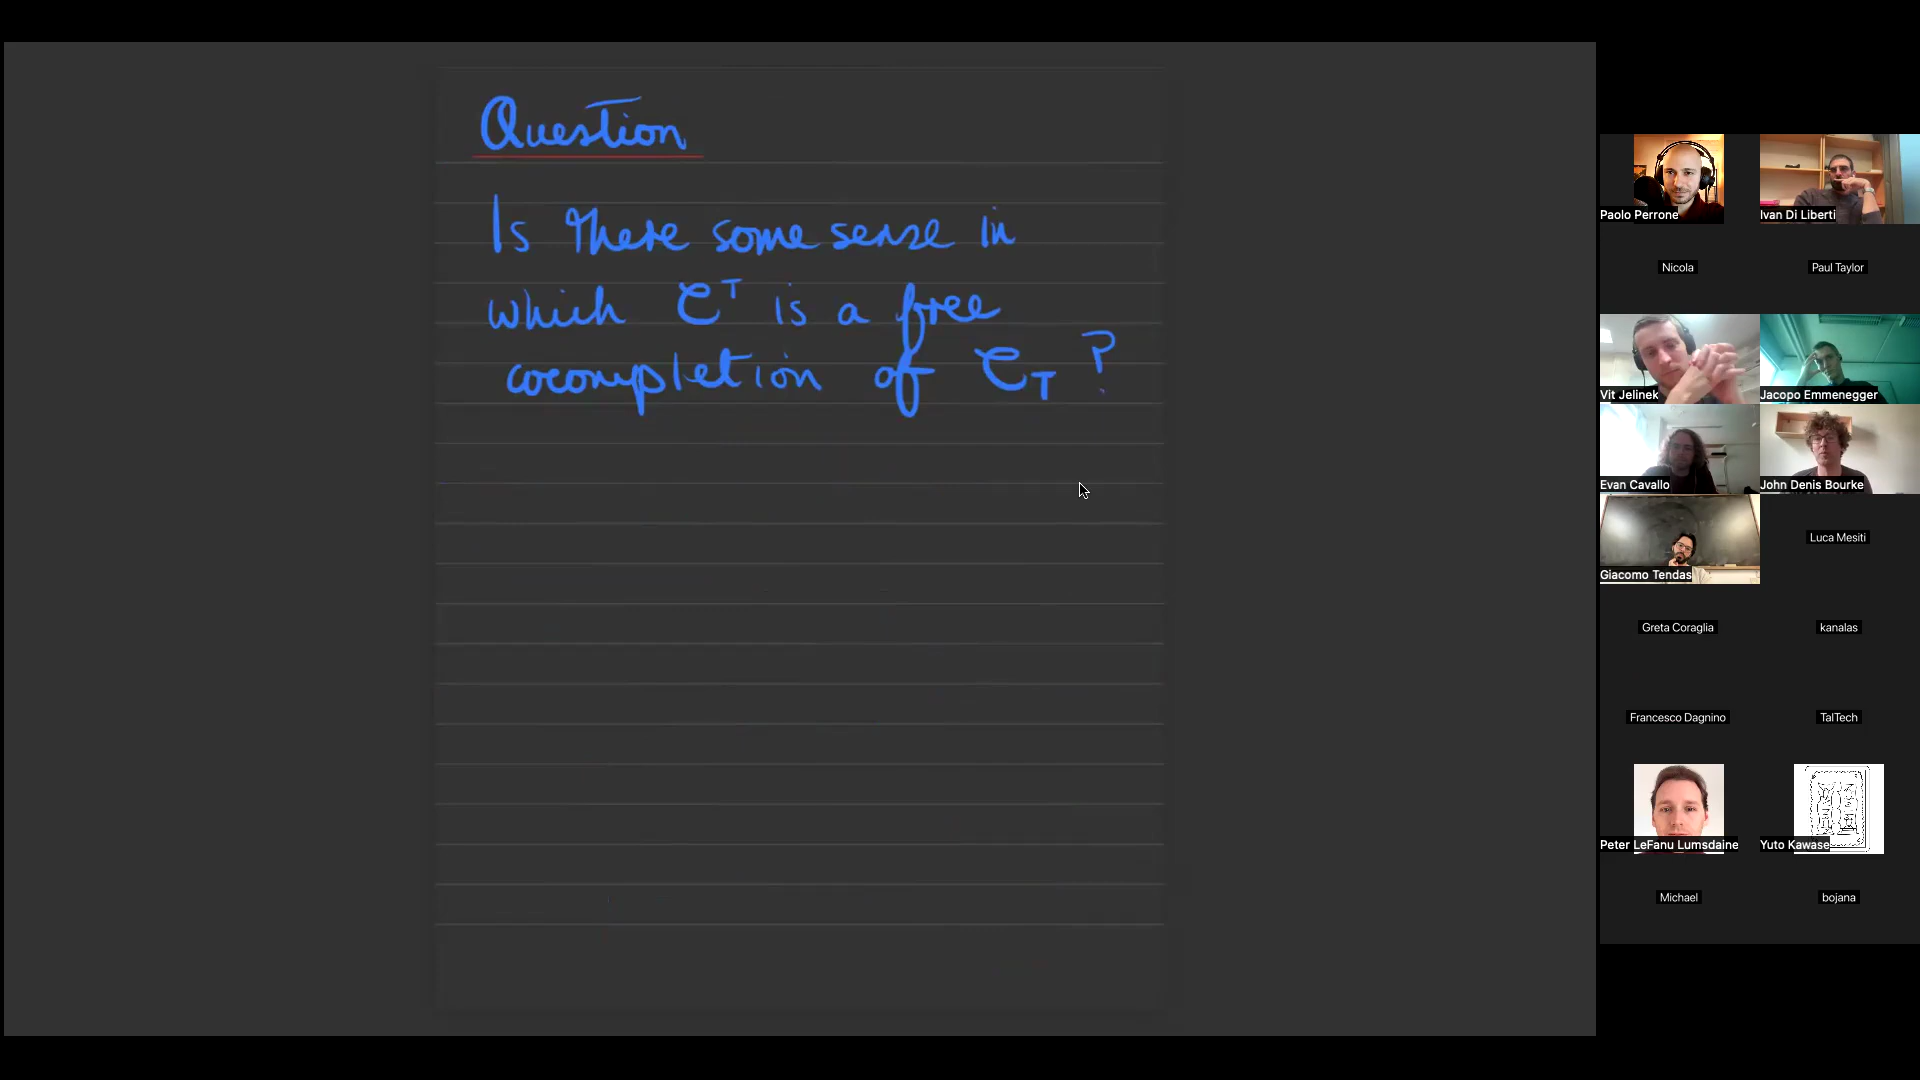 Question
Is there some sense in
which C^T is a free
cocompletion of C_T ?
Paolo Perrone
Ivan Di Liberti
Nicola
Paul Taylor
Vit Jelinek
Jacopo Emmenegger
Evan Cavallo
John Denis Bourke
Giacomo Tendas
Luca Mesiti
Greta Coraglia
kanalas
Francesco Dagnino
TalTech
Peter LeFanu Lumsdaine
Yuto Kawase
Michael
bojana